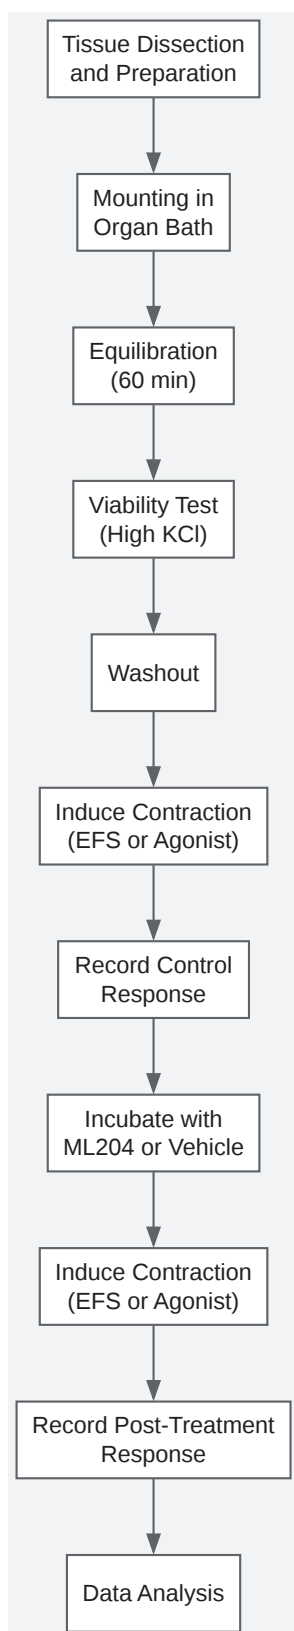 Tissue Dissection
and Preparation
Mounting in
Organ Bath
Equilibration
(60 min)
Viability Test
(High KCl)
Washout
Induce Contraction
(EFS or Agonist)
Record Control
Response
Incubate with
ML204 or Vehicle
Induce Contraction
(EFS or Agonist)
Record Post-Treatment
Response
Data Analysis